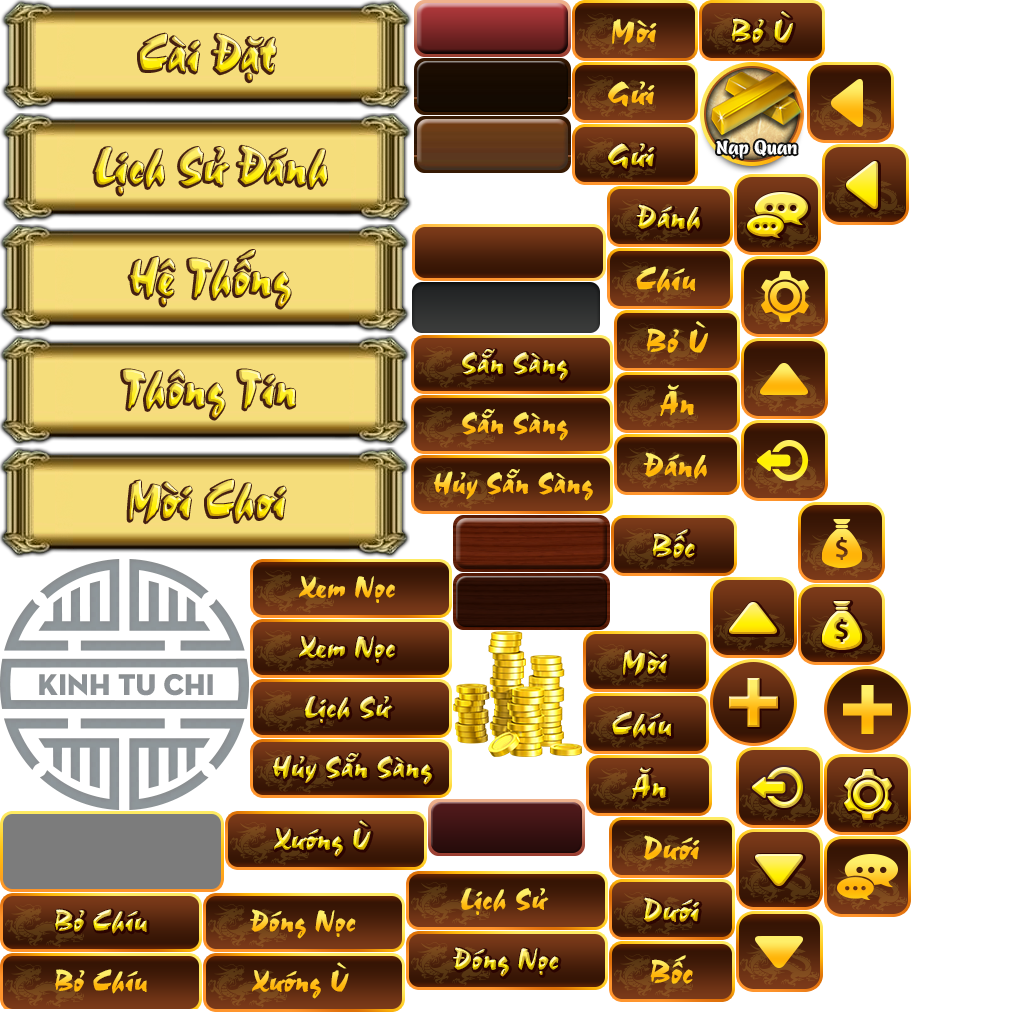 Cài Đặt
Lịch Sử Đánh
Hệ Thống
Thông Tin
Mời Chơi
Mời
Bỏ Ù
Gửi
Nạp Quan
Gửi
Đánh
Chíu
Bỏ Ù
Sẵn Sàng
Ăn
Sẵn Sàng
Đánh
Hủy Sẵn Sàng
$
Bốc
Xem Nọc
$
Xem Nọc
Mời
KINH TU CHI
Lịch Sử
Chíu
Hủy Sẵn Sàng
Ăn
Xướng Ù
Dưới
Lịch Sử
Dưới
Bỏ Chíu
Đóng Nọc
Đóng Nọc
Bốc
Bỏ Chíu
Xướng Ù